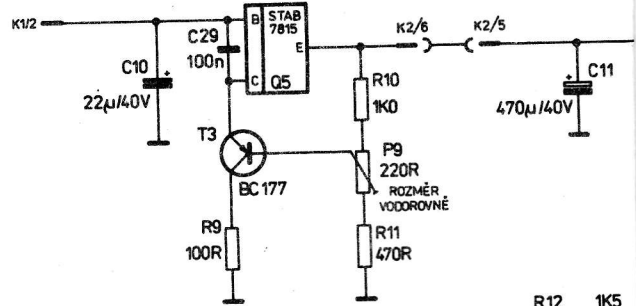 K1/2
B
STAB
7815
E
C
Q5
C29
100n
C10
+
22µ/40V
K2/6
K2/5
C11
+
470µ/40V
R10
1K0
T3
BC177
P9
220R
ROZMĚR
VODOROVNĚ
R9
100R
R11
470R
R12 1K5